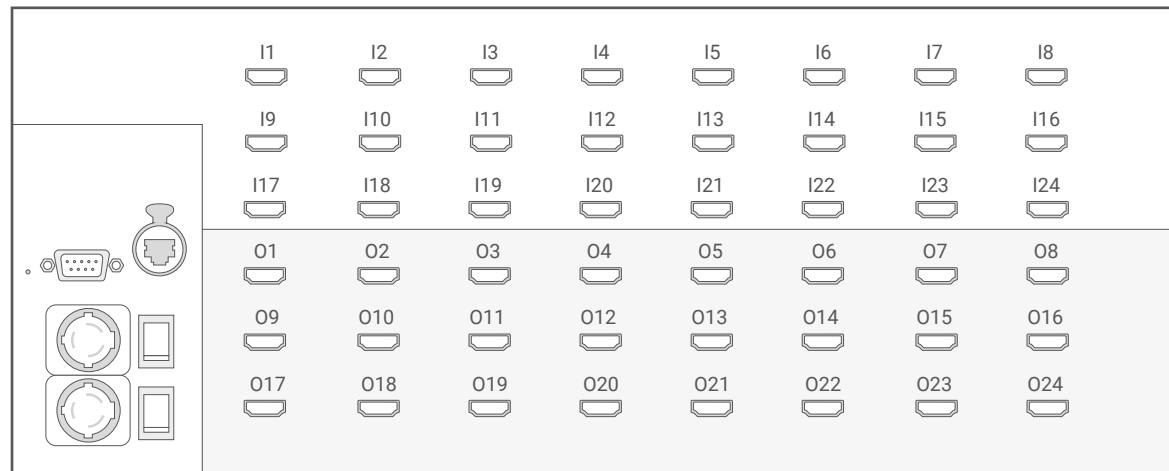 I1 I2 I3 I4 I5 I6 I7 I8
I9 I10 I11 I12 I13 I14 I15 I16
I17 I18 I19 I20 I21 I22 I23 I24
O1 O2 O3 O4 O5 O6 O7 O8
O9 O10 O11 O12 O13 O14 O15 O16
O17 O18 O19 O20 O21 O22 O23 O24